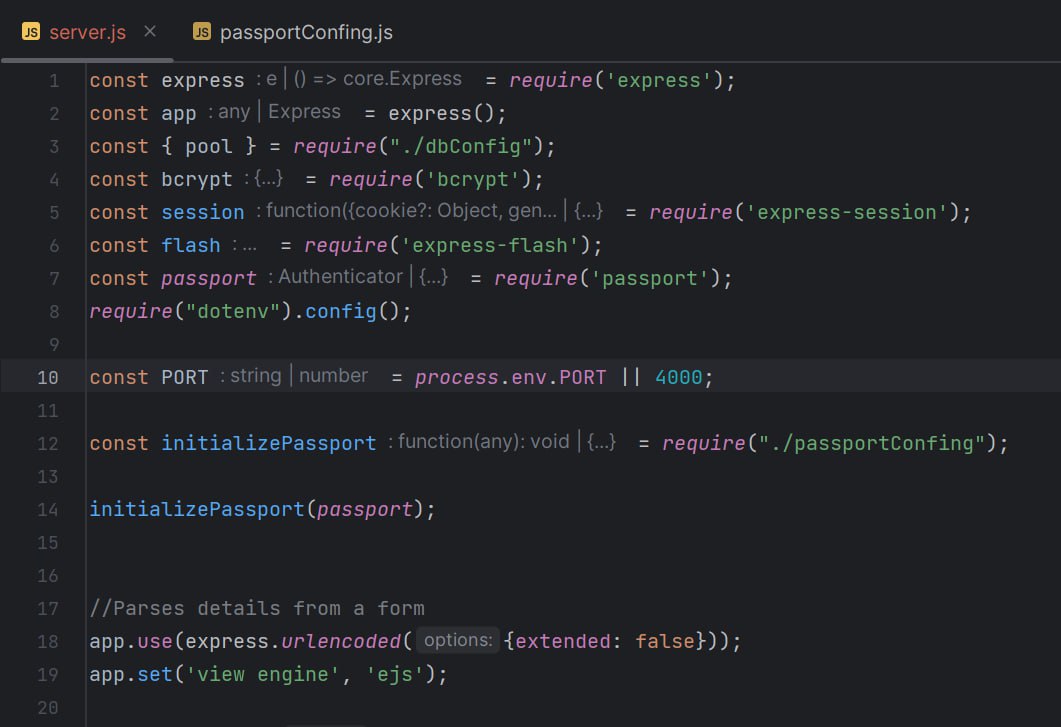 JS server.js × JS passportConfing.js
1 const express : e | () => core.Express = require('express');
2 const app : any | Express = express();
3 const { pool } = require("./dbConfig");
4 const bcrypt : {...} = require('bcrypt');
5 const session : function({cookie?: Object, gen... | {...} = require('express-session');
6 const flash : ... = require('express-flash');
7 const passport : Authenticator | {...} = require('passport');
8 require("dotenv").config();
9
10 const PORT : string | number = process.env.PORT || 4000;
11
12 const initializePassport : function(any): void | {...} = require("./passportConfing");
13
14 initializePassport(passport);
15
16
17 //Parses details from a form
18 app.use(express.urlencoded( options: {extended: false}));
19 app.set('view engine', 'ejs');
20